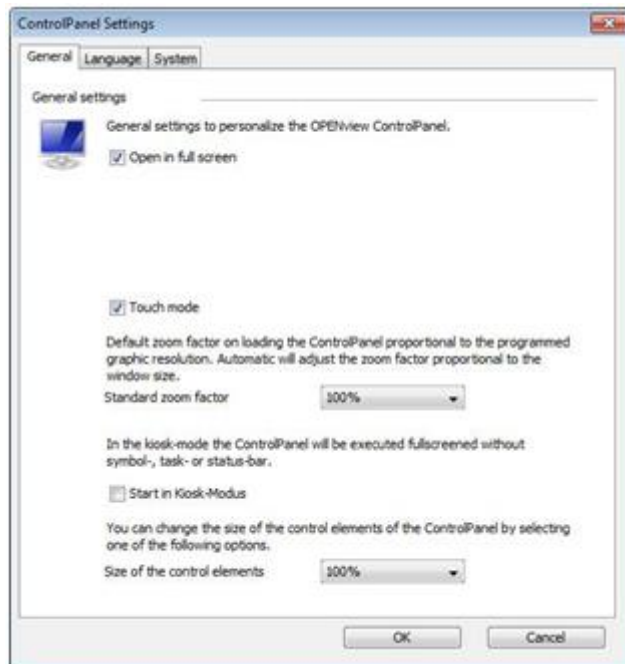 ControlPanel Settings
General Language System
General settings
General settings to personalize the OPENview ControlPanel.
Open in full screen
Touch mode
Default zoom factor on loading the ControlPanel proportional to the programmed
graphic resolution. Automatic will adjust the zoom factor proportional to the
window size.
Standard zoom factor 100%
In the kiosk-mode the ControlPanel will be executed fullscreened without
symbol-, task- or status-bar.
Start in Kiosk-Modus
You can change the size of the control elements of the ControlPanel by selecting
one of the following options.
Size of the control elements 100%
OK Cancel